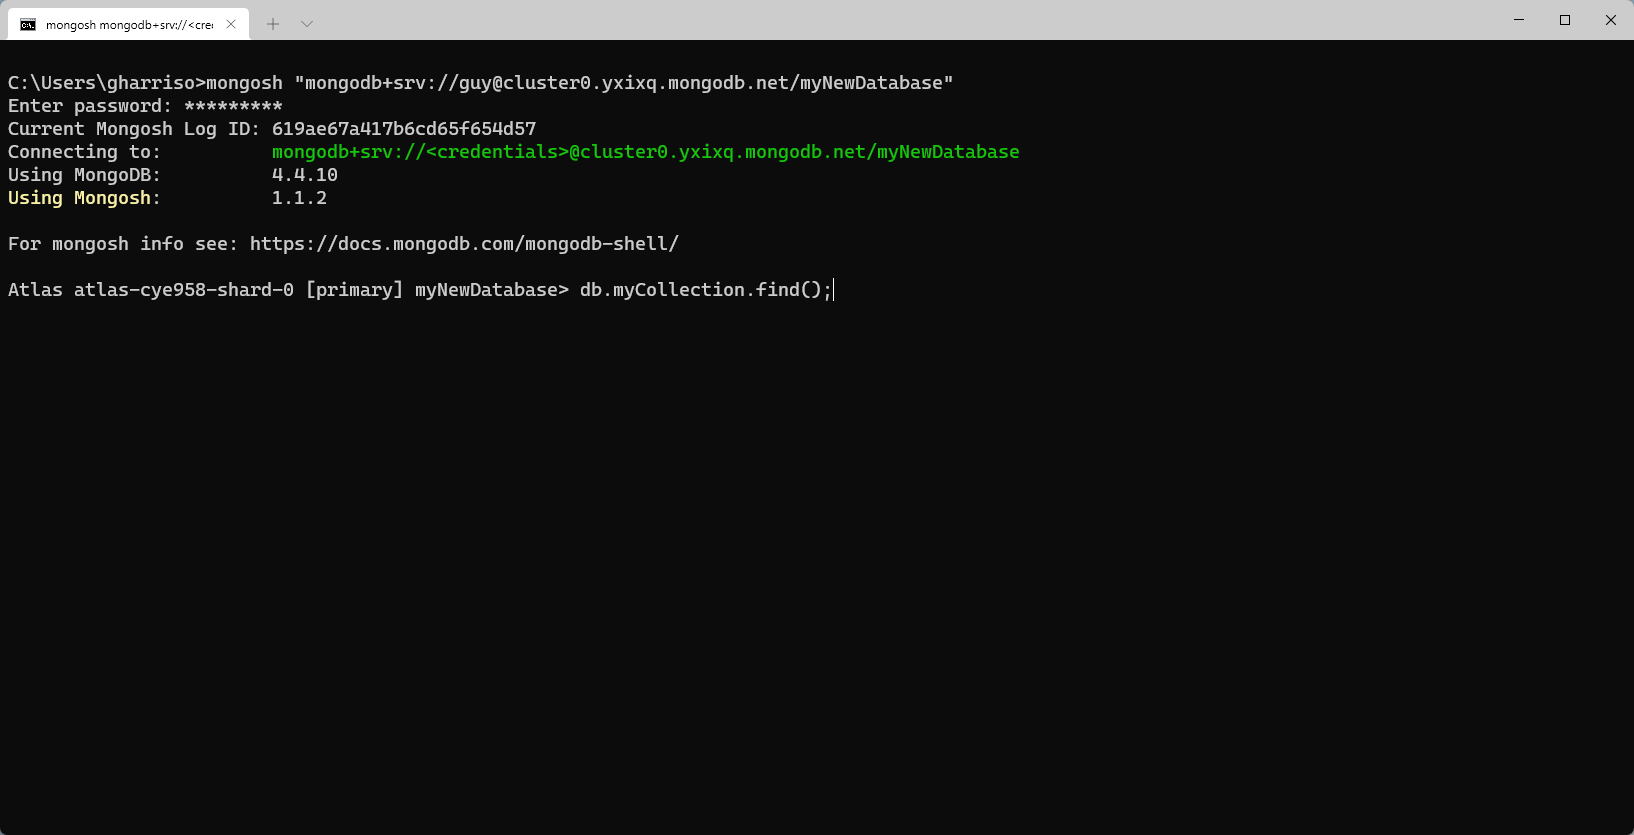 mongosh mongodb+srv://<cre
C:\Users\gharriso>mongosh "mongodb+srv://guy@cluster0.yxixq.mongodb.net/myNewDatabase"
Enter password: *********
Current Mongosh Log ID: 619ae67a417b6cd65f654d57
Connecting to: mongodb+srv://<credentials>@cluster0.yxixq.mongodb.net/myNewDatabase
Using MongoDB: 4.4.10
Using Mongosh: 1.1.2
For mongosh info see: https://docs.mongodb.com/mongodb-shell/
Atlas atlas-cye958-shard-0 [primary] myNewDatabase> db.myCollection.find();